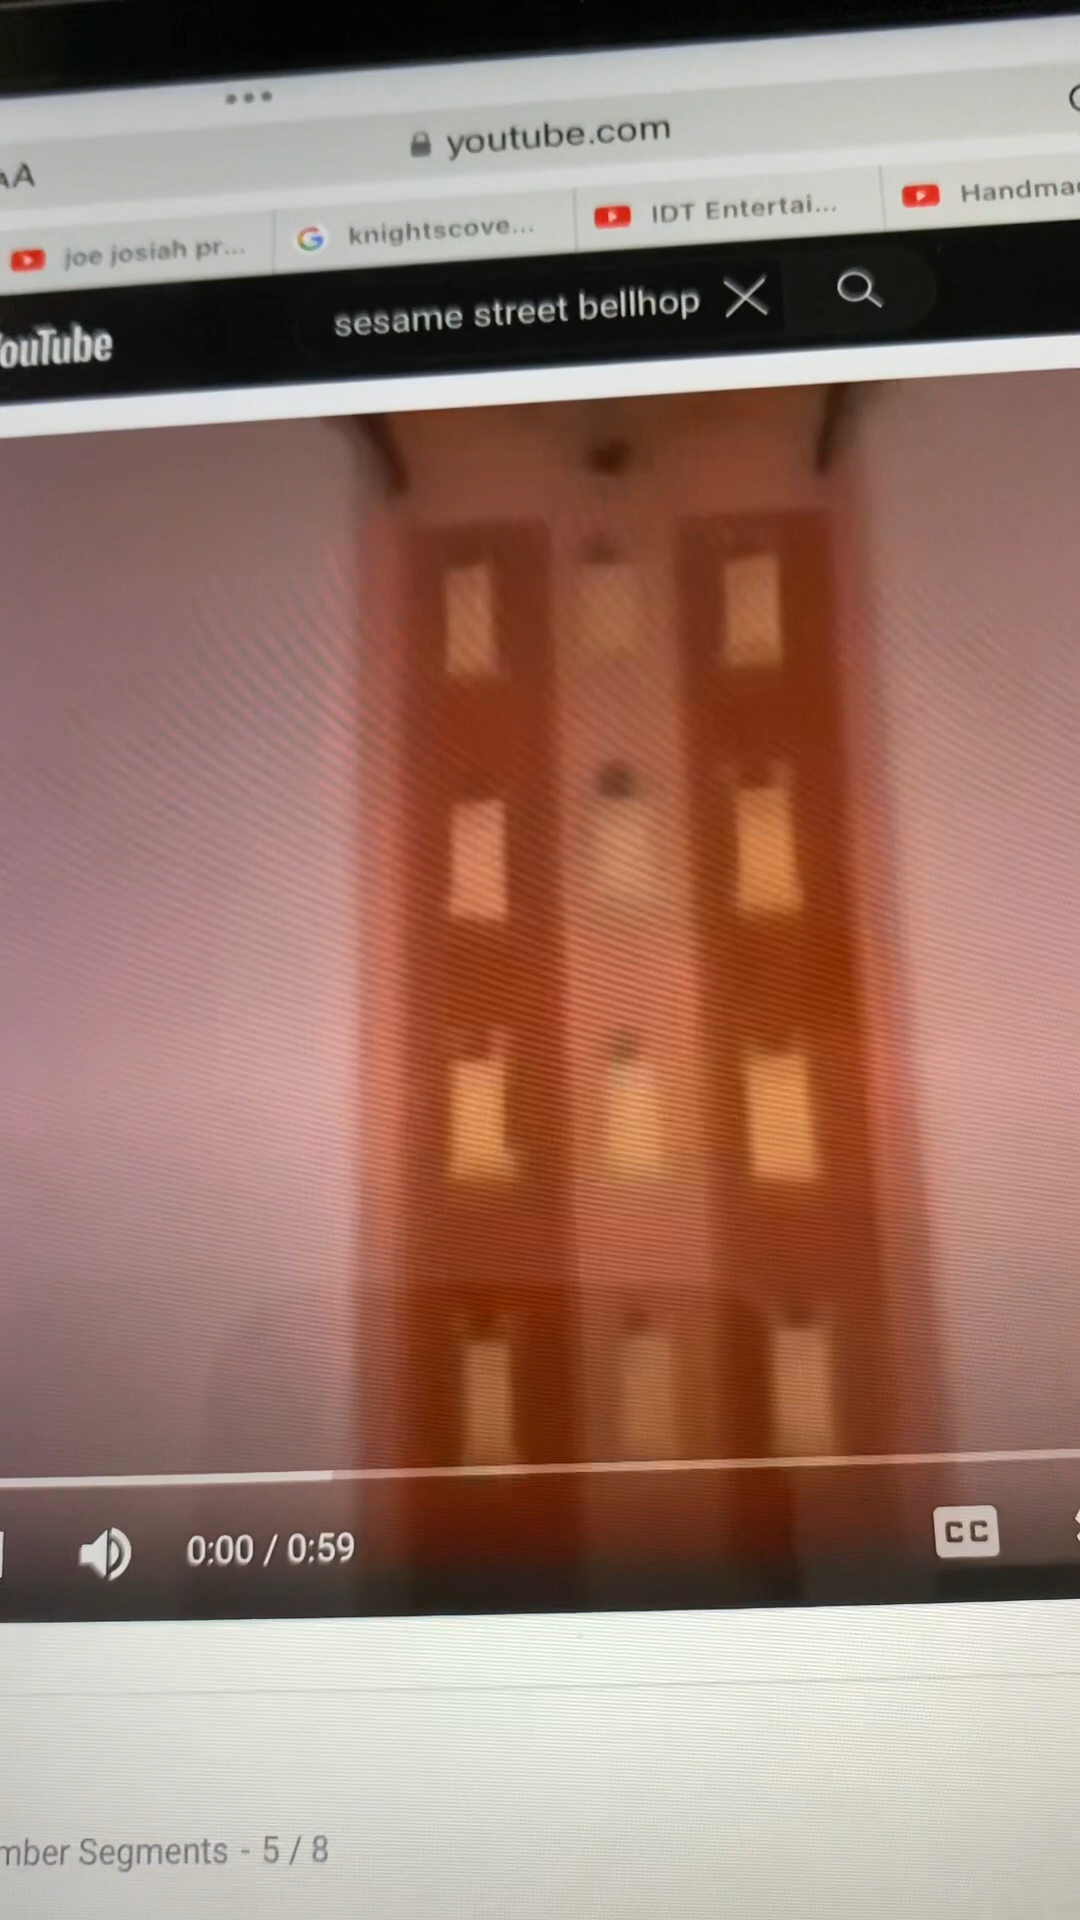 youtube.com
AA
joe josiah pr...
knightscove...
IDT Entertai...
Handma
ouTube
sesame street bellhop
0:00 / 0:59
CC
mber Segments - 5 / 8